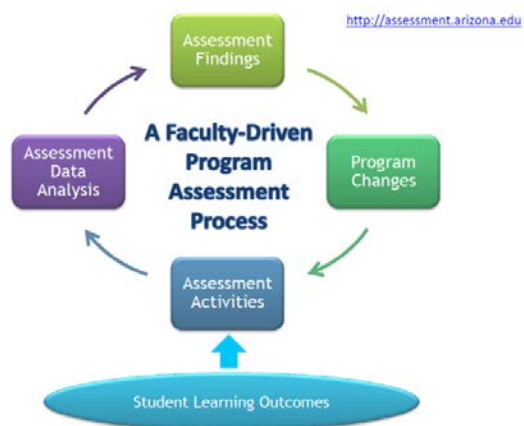 http://assessment.arizona.edu
Assessment
Findings
A Faculty-Driven
Program
Assessment
Process
Assessment
Data
Analysis
Program
Changes
Assessment
Activities
Student Learning Outcomes